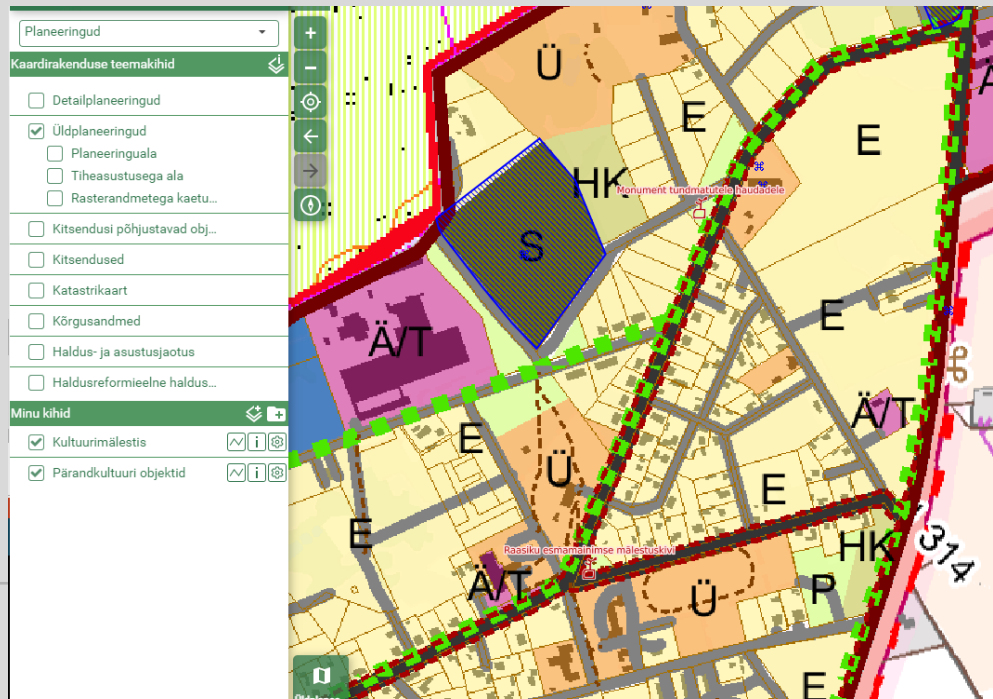 Planeeringud
Kaardirakenduse teemakihid
Detailplaneeringud
Üldplaneeringud
Planeeringuala
Tiheasustusega ala
Rasterandmetega kaetu...
Kitsendusi põhjustavad obj...
Kitsendused
Katastrikaart
Kõrgusandmed
Haldus- ja asustusjaotus
Haldusreformieelne haldus...
Minu kihid
Kultuurimälestis
Pärandkultuuri objektid
Ü
E
E
HK
Monument tundmatutele haudadele
S
Ä/T
E
Ä/T
E
Ü
E
E
HK
314
Raasiku esmamainimse mälestuskivi
Ä/T
Ü
P
E